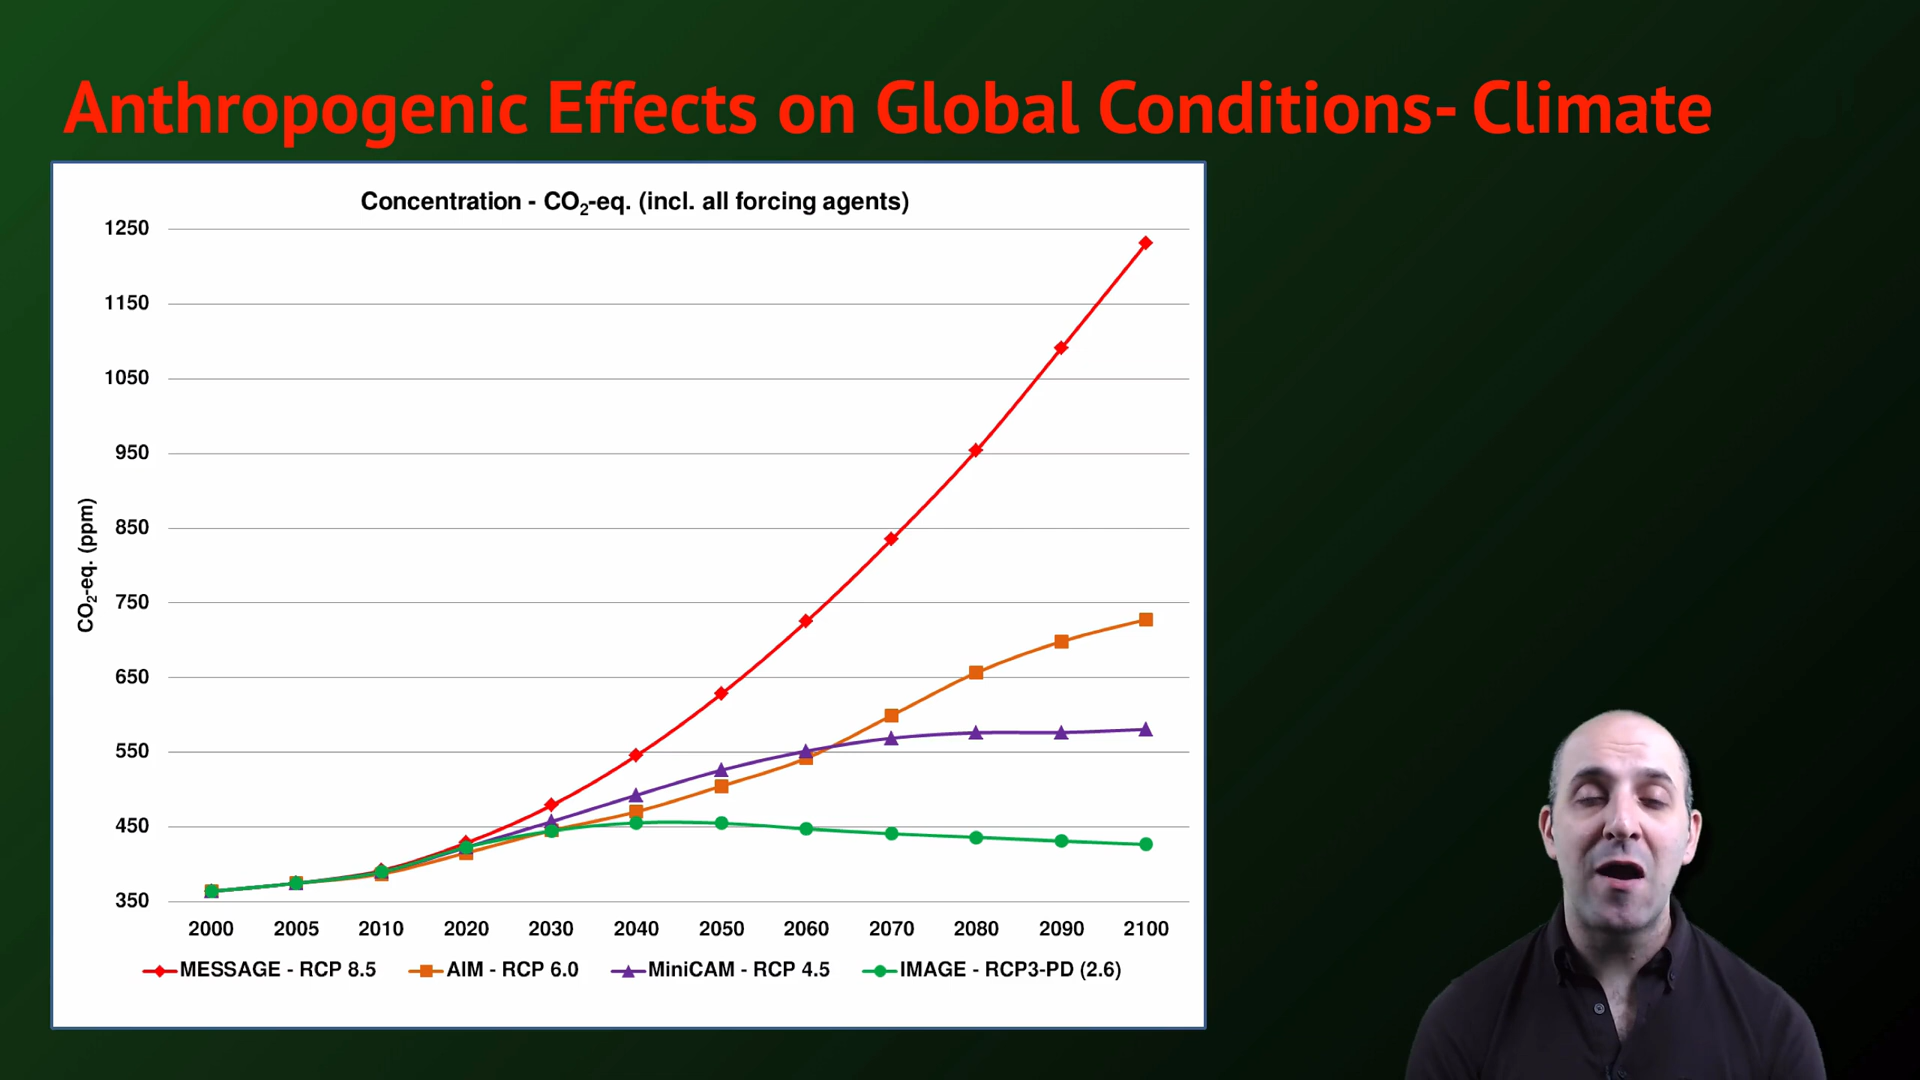 Anthropogenic Effects on Global Conditions- Climate
Concentration - CO₂-eq. (incl. all forcing agents)
1250
1150
1050
950
850
750
650
550
450
350
CO₂-eq. (ppm)
2000 2005 2010 2020 2030 2040 2050 2060 2070 2080 2090 2100
MESSAGE - RCP 8.5 AIM - RCP 6.0 MiniCAM - RCP 4.5 IMAGE - RCP3-PD (2.6)